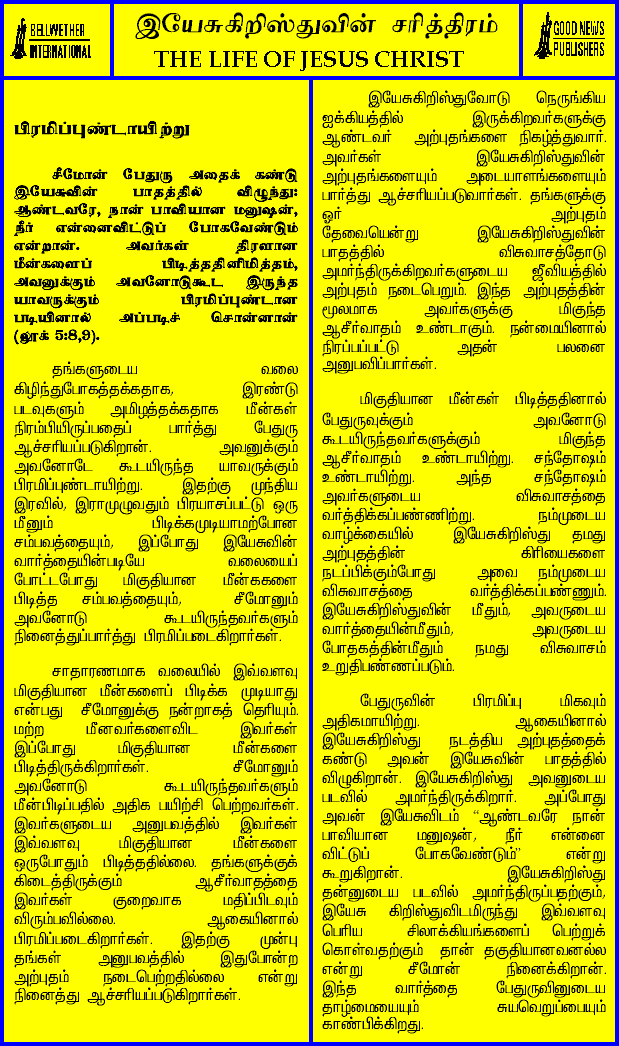 BELLWETHER
INTERNATIONAL
இயேசுகிறிஸ்துவின் சரித்திரம்
THE LIFE OF JESUS CHRIST
GOOD NEWS
PUBLISHERS
பிரமிப்புண்டாயிற்று
சீமோன் பேதுரு அதைக் கண்டு
இயேசுவின் பாதத்தில் விழுந்து:
ஆண்டவரே, நான் பாவியான மனுஷன்,
நீர் என்னைவிட்டுப் போகவேண்டும்
என்றான். அவர்கள் திரளான
மீன்களைப் பிடித்ததினிமித்தம்,
அவனுக்கும் அவனோடுகூட இருந்த
யாவருக்கும் பிரமிப்புண்டான
படியினால் அப்படிச் சொன்னான்
(லூக் 5:8,9).
தங்களுடைய வலை
கிழிந்துபோகத்தக்கதாக, இரண்டு
படவுகளும் அமிழத்தக்கதாக மீன்கள்
நிரம்பியிருப்பதைப் பார்த்து பேதுரு
ஆச்சரியப்படுகிறான். அவனுக்கும்
அவனோடே கூடயிருந்த யாவருக்கும்
பிரமிப்புண்டாயிற்று. இதற்கு முந்திய
இரவில், இராமுழுவதும் பிரயாசப்பட்டு ஒரு
மீனும் பிடிக்கமுடியாமற்போன
சம்பவத்தையும், இப்போது இயேசுவின்
வார்த்தையின்படியே வலையைப்
போட்டபோது மிகுதியான மீன்ககளை
பிடித்த சம்பவத்தையும், சீமோனும்
அவனோடு கூடயிருந்தவர்களும்
நினைத்துப்பார்த்து பிரமிப்படைகிறார்கள்.
சாதாரணமாக வலையில் இவ்வளவு
மிகுதியான மீன்களைப் பிடிக்க முடியாது
என்பது சீமோனுக்கு நன்றாகத் தெரியும்.
மற்ற மீனவர்களைவிட இவர்கள்
இப்போது மிகுதியான மீன்களை
பிடித்திருக்கிறார்கள். சீமோனும்
அவனோடு கூடயிருந்தவர்களும்
மீன்பிடிப்பதில் அதிக பயிற்சி பெற்றவர்கள்.
இவர்களுடைய அனுபவத்தில் இவர்கள்
இவ்வளவு மிகுதியான மீன்களை
ஒருபோதும் பிடித்ததில்லை. தங்களுக்குக்
கிடைத்திருக்கும் ஆசீர்வாதத்தை
இவர்கள் குறைவாக மதிப்பிடவும்
விரும்பவில்லை. ஆகையினால்
பிரமிப்படைகிறார்கள். இதற்கு முன்பு
தங்கள் அனுபவத்தில் இதுபோன்ற
அற்புதம் நடைபெற்றதில்லை என்று
நினைத்து ஆச்சரியப்படுகிறார்கள்.
இயேசுகிறிஸ்துவோடு நெருங்கிய
ஐக்கியத்தில் இருக்கிறவர்களுக்கு
ஆண்டவர் அற்புதங்களை நிகழ்த்துவார்.
அவர்கள் இயேசுகிறிஸ்துவின்
அற்புதங்களையும் அடையாளங்களையும்
பார்த்து ஆச்சரியப்படுவார்கள். தங்களுக்கு
ஓர் அற்புதம்
தேவையென்று இயேசுகிறிஸ்துவின்
பாதத்தில் விசுவாசத்தோடு
அமர்ந்திருக்கிறவர்களுடைய ஜீவியத்தில்
அற்புதம் நடைபெறும். இந்த அற்புதத்தின்
மூலமாக அவர்களுக்கு மிகுந்த
ஆசீர்வாதம் உண்டாகும். நன்மையினால்
நிரப்பப்பட்டு அதன் பலனை
அனுபவிப்பார்கள்.
மிகுதியான மீன்கள் பிடித்ததினால்
பேதுருவுக்கும் அவனோடு
கூடயிருந்தவர்களுக்கும் மிகுந்த
ஆசீர்வாதம் உண்டாயிற்று. சந்தோஷம்
உண்டாயிற்று. அந்த சந்தோஷம்
அவர்களுடைய விசுவாசத்தை
வர்த்திக்கப்பண்ணிற்று. நம்முடைய
வாழ்க்கையில் இயேசுகிறிஸ்து தமது
அற்புதத்தின் கிரியைகளை
நடப்பிக்கும்போது அவை நம்முடைய
விசுவாசத்தை வர்த்திக்கப்பண்ணும்.
இயேசுகிறிஸ்துவின் மீதும், அவருடைய
வார்த்தையின்மீதும், அவருடைய
போதகத்தின்மீதும் நமது விசுவாசம்
உறுதிபண்ணப்படும்.
பேதுருவின் பிரமிப்பு மிகவும்
அதிகமாயிற்று. ஆகையினால்
இயேசுகிறிஸ்து நடத்திய அற்புதத்தைக்
கண்டு அவன் இயேசுவின் பாதத்தில்
விழுகிறான். இயேசுகிறிஸ்து அவனுடைய
படவில் அமர்ந்திருக்கிறார். அப்போது
அவன் இயேசுவிடம் “ஆண்டவரே நான்
பாவியான மனுஷன், நீர் என்னை
விட்டுப் போகவேண்டும்” என்று
கூறுகிறான். இயேசுகிறிஸ்து
தன்னுடைய படவில் அமர்ந்திருப்பதற்கும்,
இயேசு கிறிஸ்துவிடமிருந்து இவ்வளவு
பெரிய சிலாக்கியங்களைப் பெற்றுக்
கொள்வதற்கும் தான் தகுதியானவனல்ல
என்று சீமோன் நினைக்கிறான்.
இந்த வார்த்தை பேதுருவினுடைய
தாழ்மையையும் சுயவெறுப்பையும்
காண்பிக்கிறது.